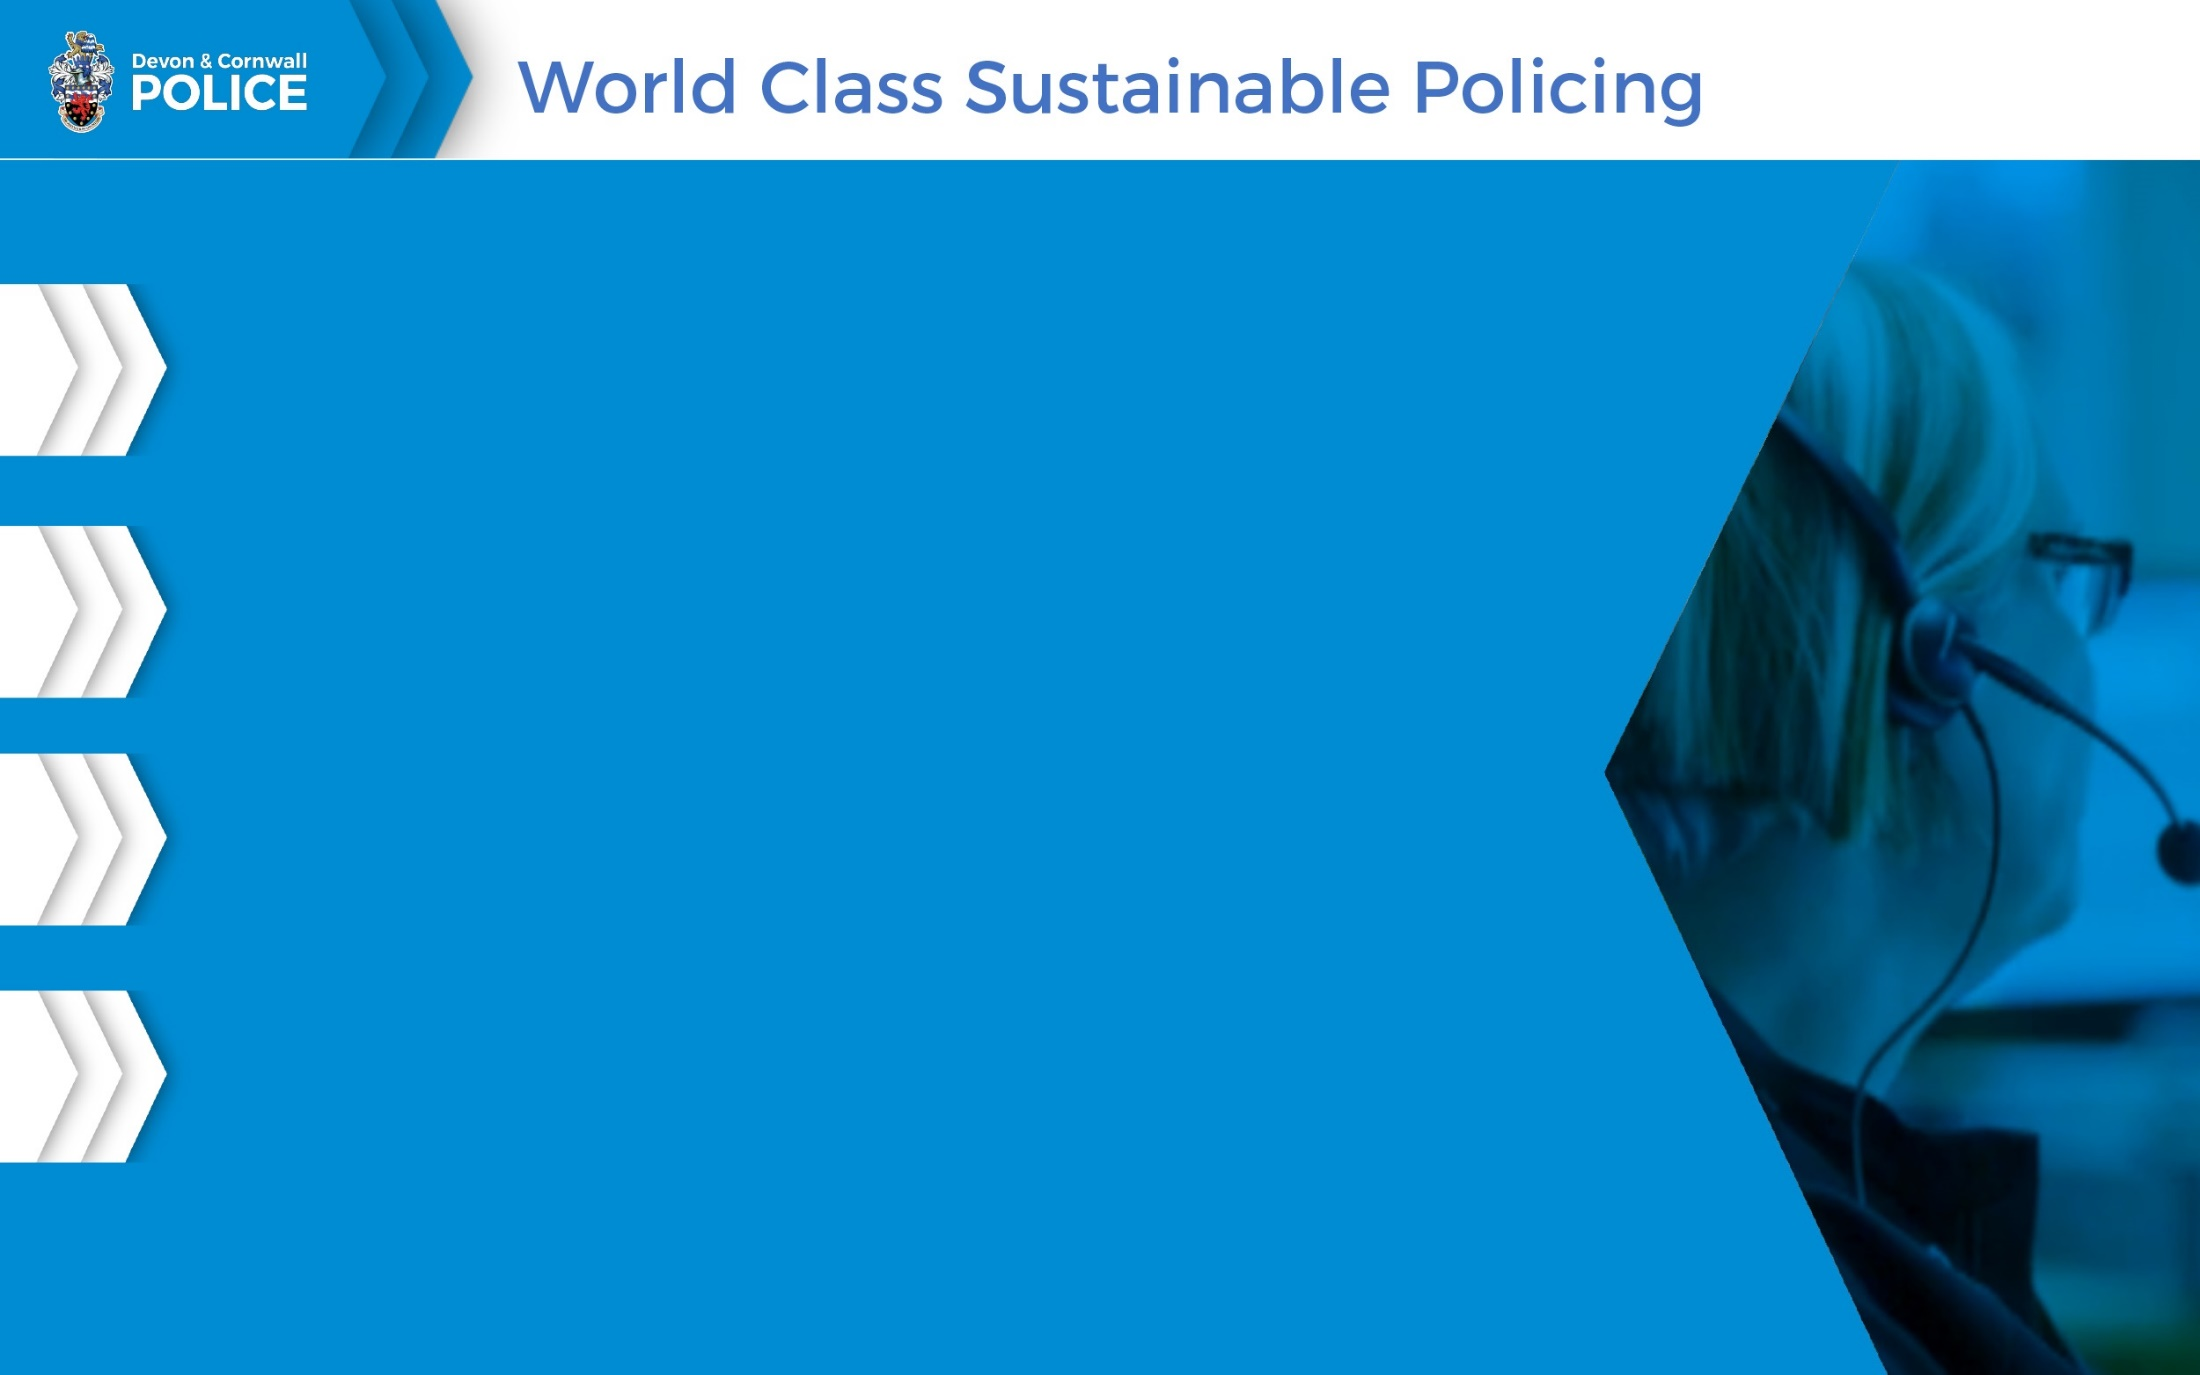 Devon & Cornwall
POLICE
World Class Sustainable Policing